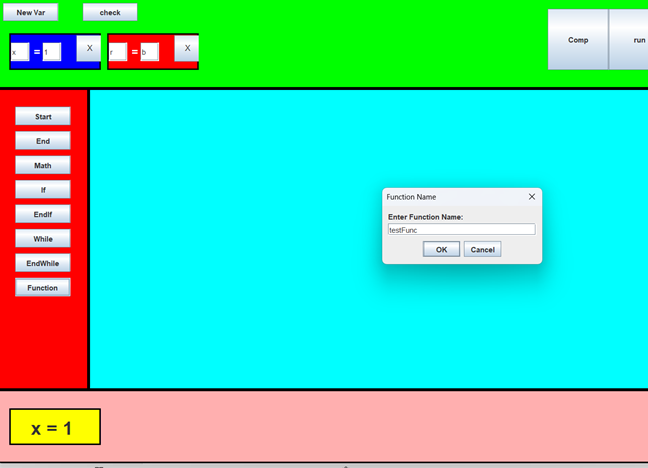 New Var
check
x = 1 X
r = b X
Comp
run
Start
End
Math
If
EndIf
While
EndWhile
Function
Function Name
Enter Function Name:
testFunc
OK
Cancel
x = 1